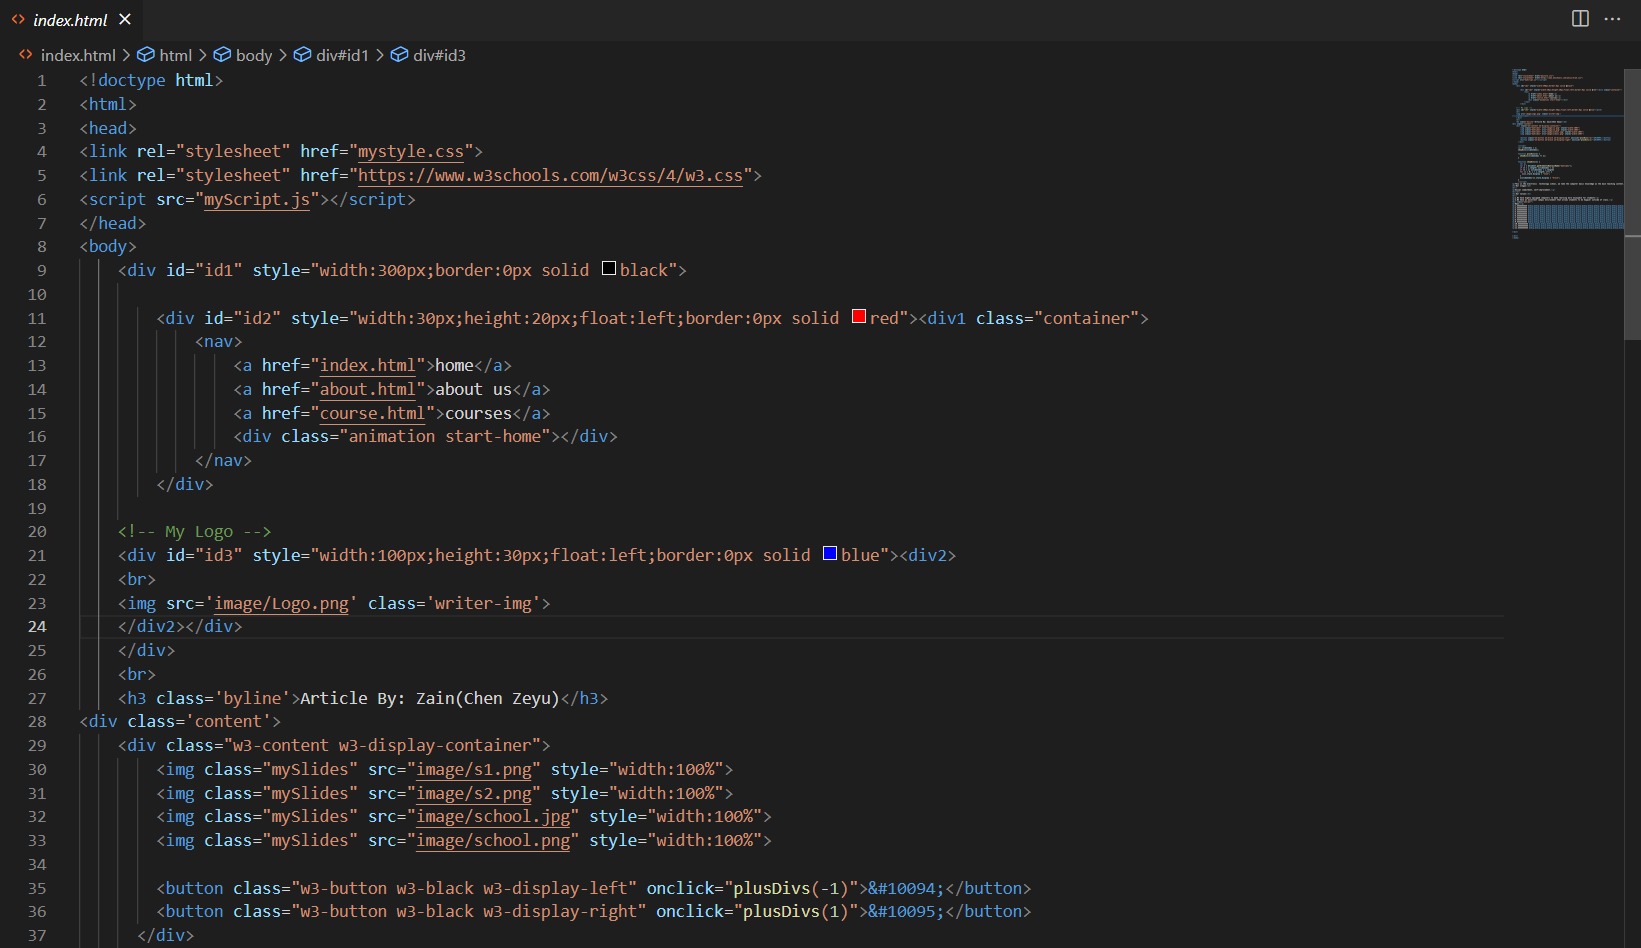 index.html
index.html > html > body > div#id1 > div#id3
1 <!doctype html>
2 <html>
3 <head>
4 <link rel="stylesheet" href="mystyle.css">
5 <link rel="stylesheet" href="https://www.w3schools.com/w3css/4/w3.css">
6 <script src="myScript.js"></script>
7 </head>
8 <body>
9     <div id="id1" style="width:300px;border:0px solid black">
10
11         <div id="id2" style="width:30px;height:20px;float:left;border:0px solid red"><div1 class="container">
12             <nav>
13                 <a href="index.html">home</a>
14                 <a href="about.html">about us</a>
15                 <a href="course.html">courses</a>
16                 <div class="animation start-home"></div>
17             </nav>
18         </div>
19
20     <!-- My Logo -->
21     <div id="id3" style="width:100px;height:30px;float:left;border:0px solid blue"><div2>
22     <br>
23     <img src='image/Logo.png' class='writer-img'>
24     </div2></div>
25     </div>
26     <br>
27     <h3 class='byline'>Article By: Zain(Chen Zeyu)</h3>
28 <div class='content'>
29     <div class="w3-content w3-display-container">
30         <img class="mySlides" src="image/s1.png" style="width:100%">
31         <img class="mySlides" src="image/s2.png" style="width:100%">
32         <img class="mySlides" src="image/school.jpg" style="width:100%">
33         <img class="mySlides" src="image/school.png" style="width:100%">
34
35         <button class="w3-button w3-black w3-display-left" onclick="plusDivs(-1)">&#10094;</button>
36         <button class="w3-button w3-black w3-display-right" onclick="plusDivs(1)">&#10095;</button>
37       </div>